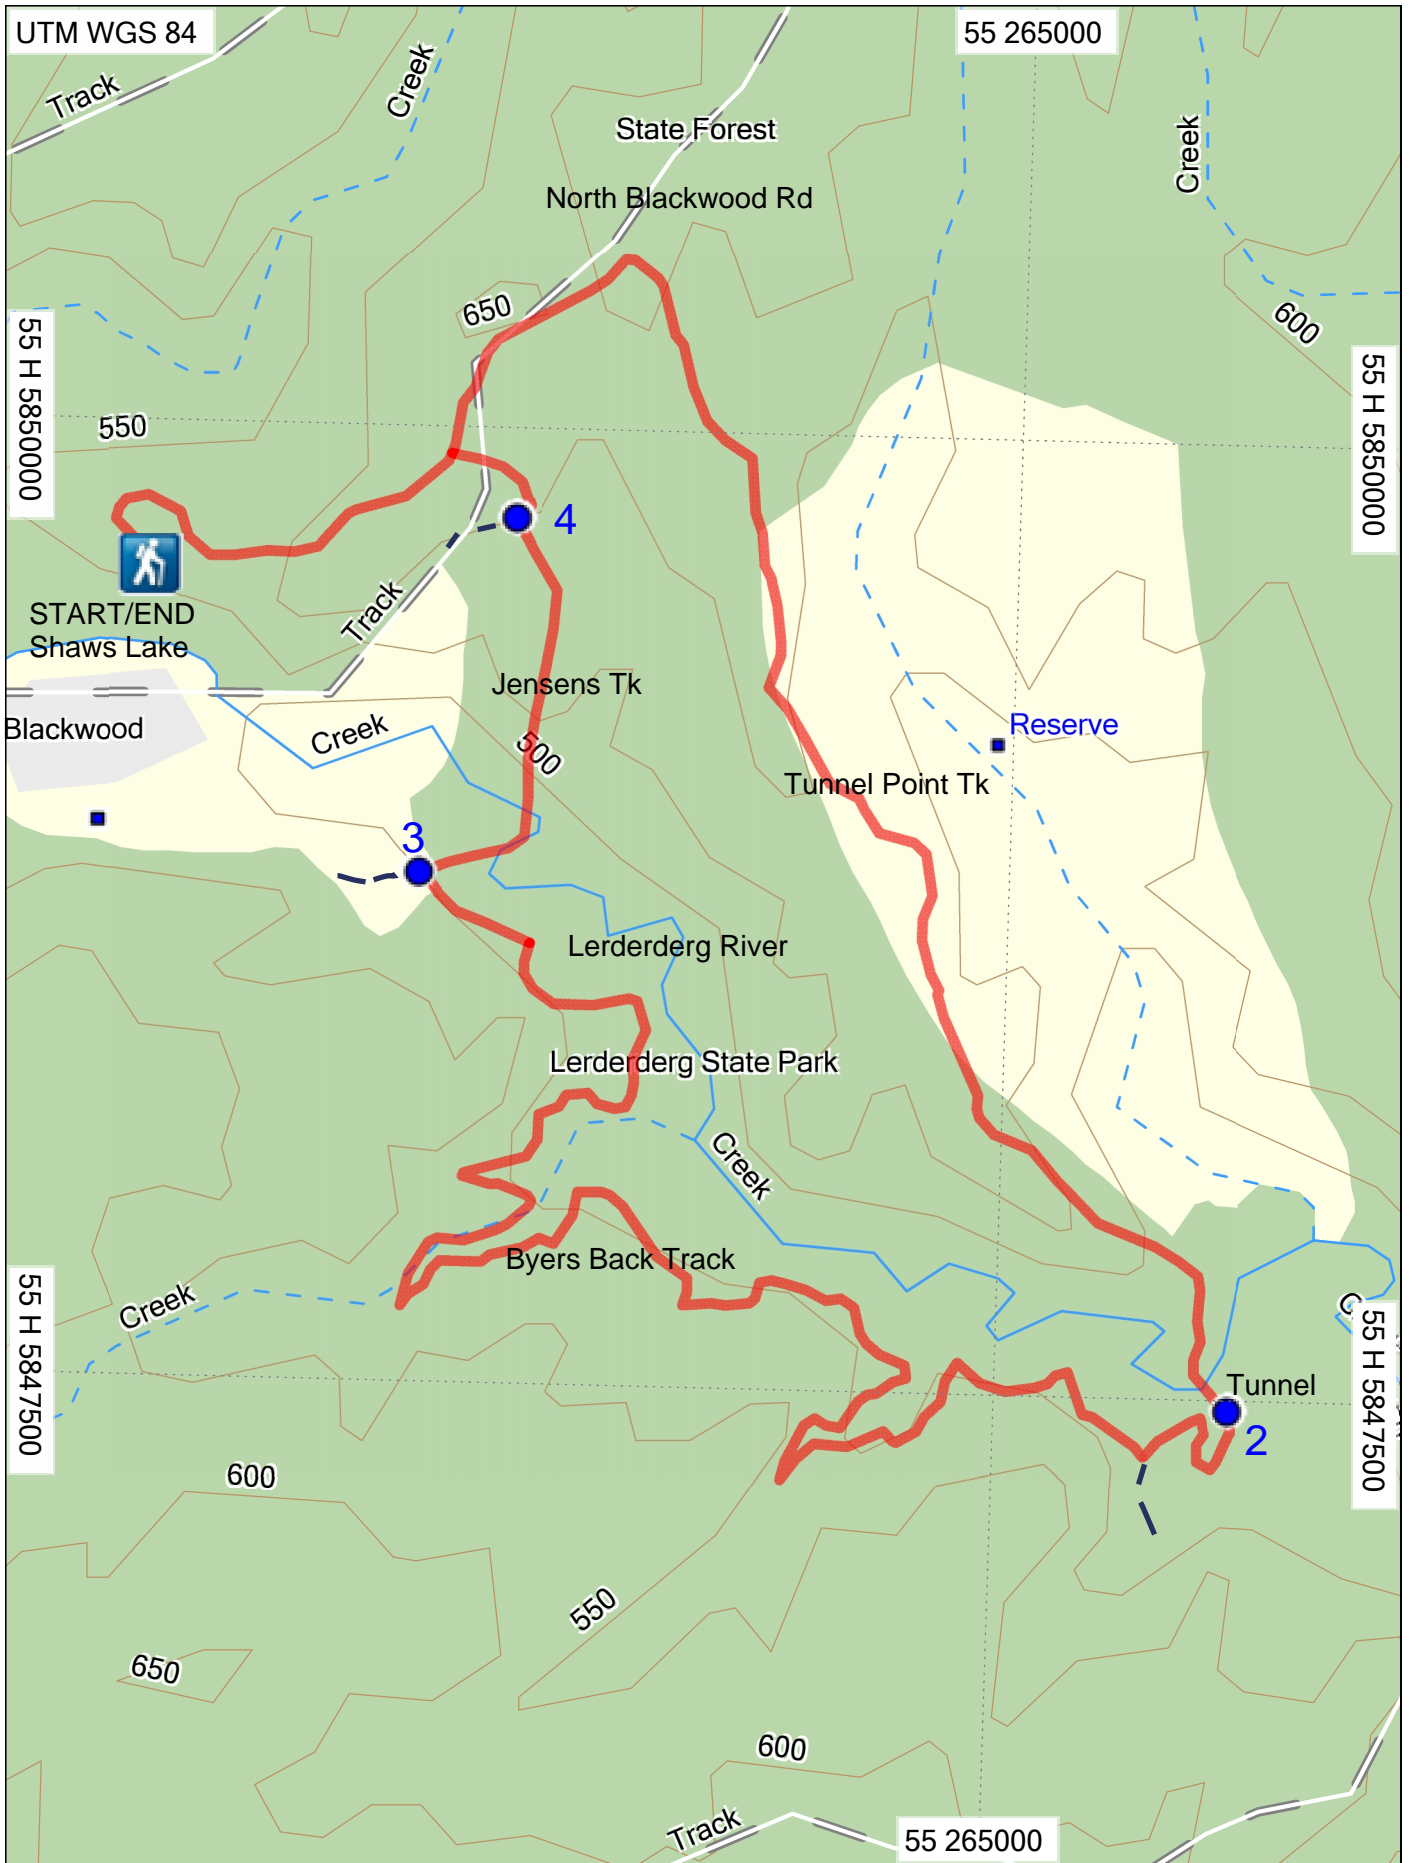 UTM WGS 84
55 265000
Track
Creek
State Forest
Creek
North Blackwood Rd
650
600
55 H 5850000
55 H 5850000
550
4
START/END
Shaws Lake
Track
Jensens Tk
Blackwood
Creek
500
Reserve
Tunnel Point Tk
3
Lerderderg River
Lerderderg State Park
Creek
Byers Back Track
Creek
55 H 5847500
55 H 5847500
Tunnel
2
600
550
650
600
Track
55 265000